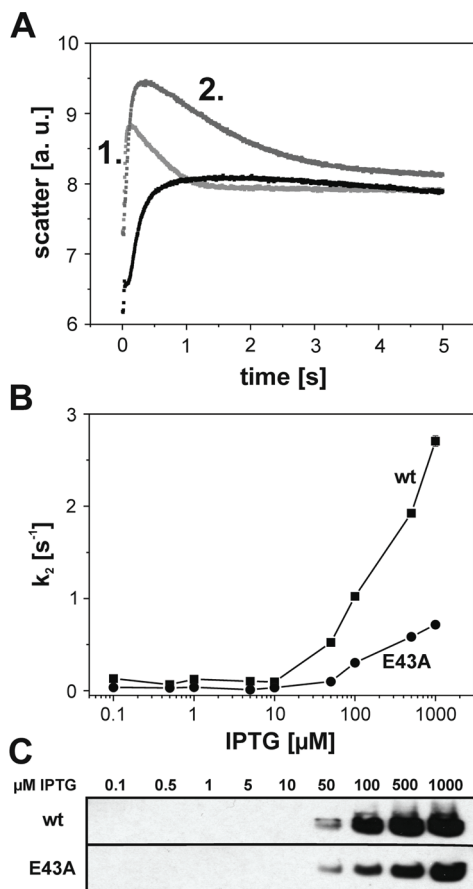 A
10
9
8
7
6
scatter [a. u.]
1.
2.
0 1 2 3 4 5
time [s]
B
3
2
1
0
k₂ [s⁻¹]
wt
E43A
0.1 1 10 100 1000
IPTG [µM]
C
µM IPTG 0.1 0.5 1 5 10 50 100 500 1000
wt
E43A